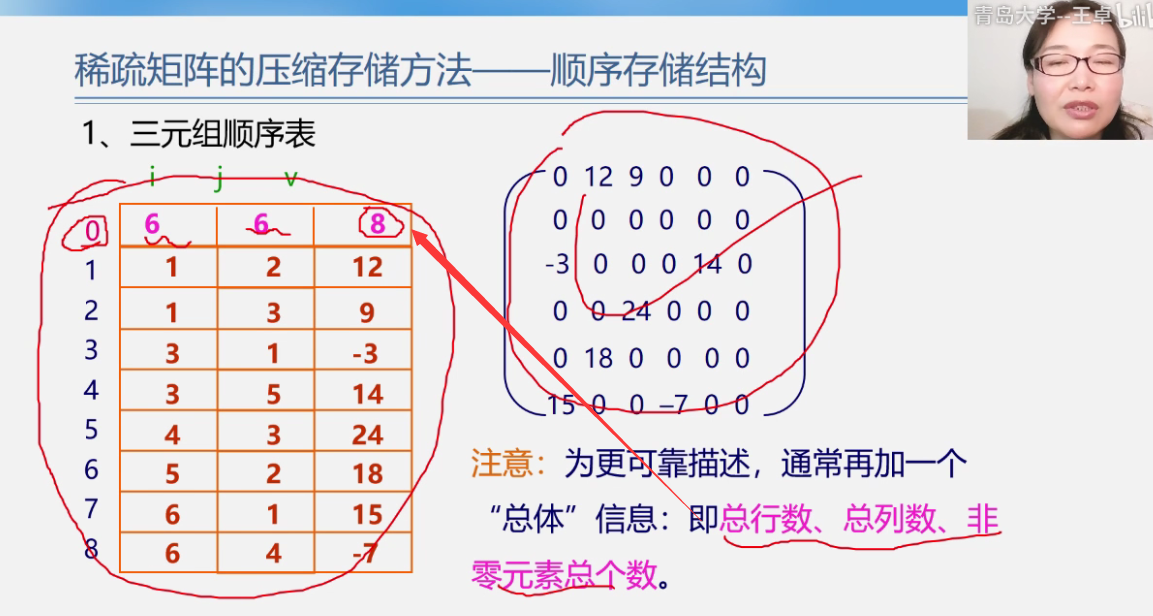 青岛大学--王卓 bilib
稀疏矩阵的压缩存储方法——顺序存储结构
1、三元组顺序表
i j v
0 6 6 8
1 1 2 12
2 1 3 9
3 3 1 -3
4 3 5 14
5 4 3 24
6 5 2 18
7 6 1 15
8 6 4 -7
0 12 9 0 0 0
0 0 0 0 0 0
-3 0 0 0 14 0
0 0 24 0 0 0
0 18 0 0 0 0
15 0 0 –7 0 0
注意：为更可靠描述，通常再加一个
“总体”信息：即总行数、总列数、非
零元素总个数。